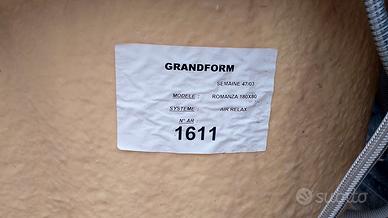 GRANDFORM
SEMAINE 47/03
MODELE : ROMANZA 180X80
SYSTEME : AIR RELAX
N° AR :
1611
subito